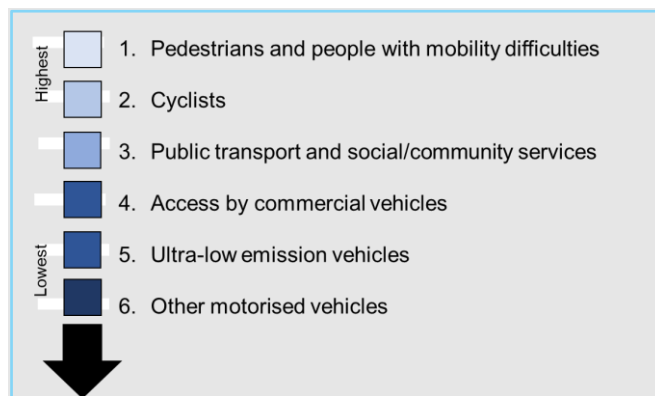 Highest
1. Pedestrians and people with mobility difficulties
2. Cyclists
3. Public transport and social/community services
4. Access by commercial vehicles
Lowest
5. Ultra-low emission vehicles
6. Other motorised vehicles